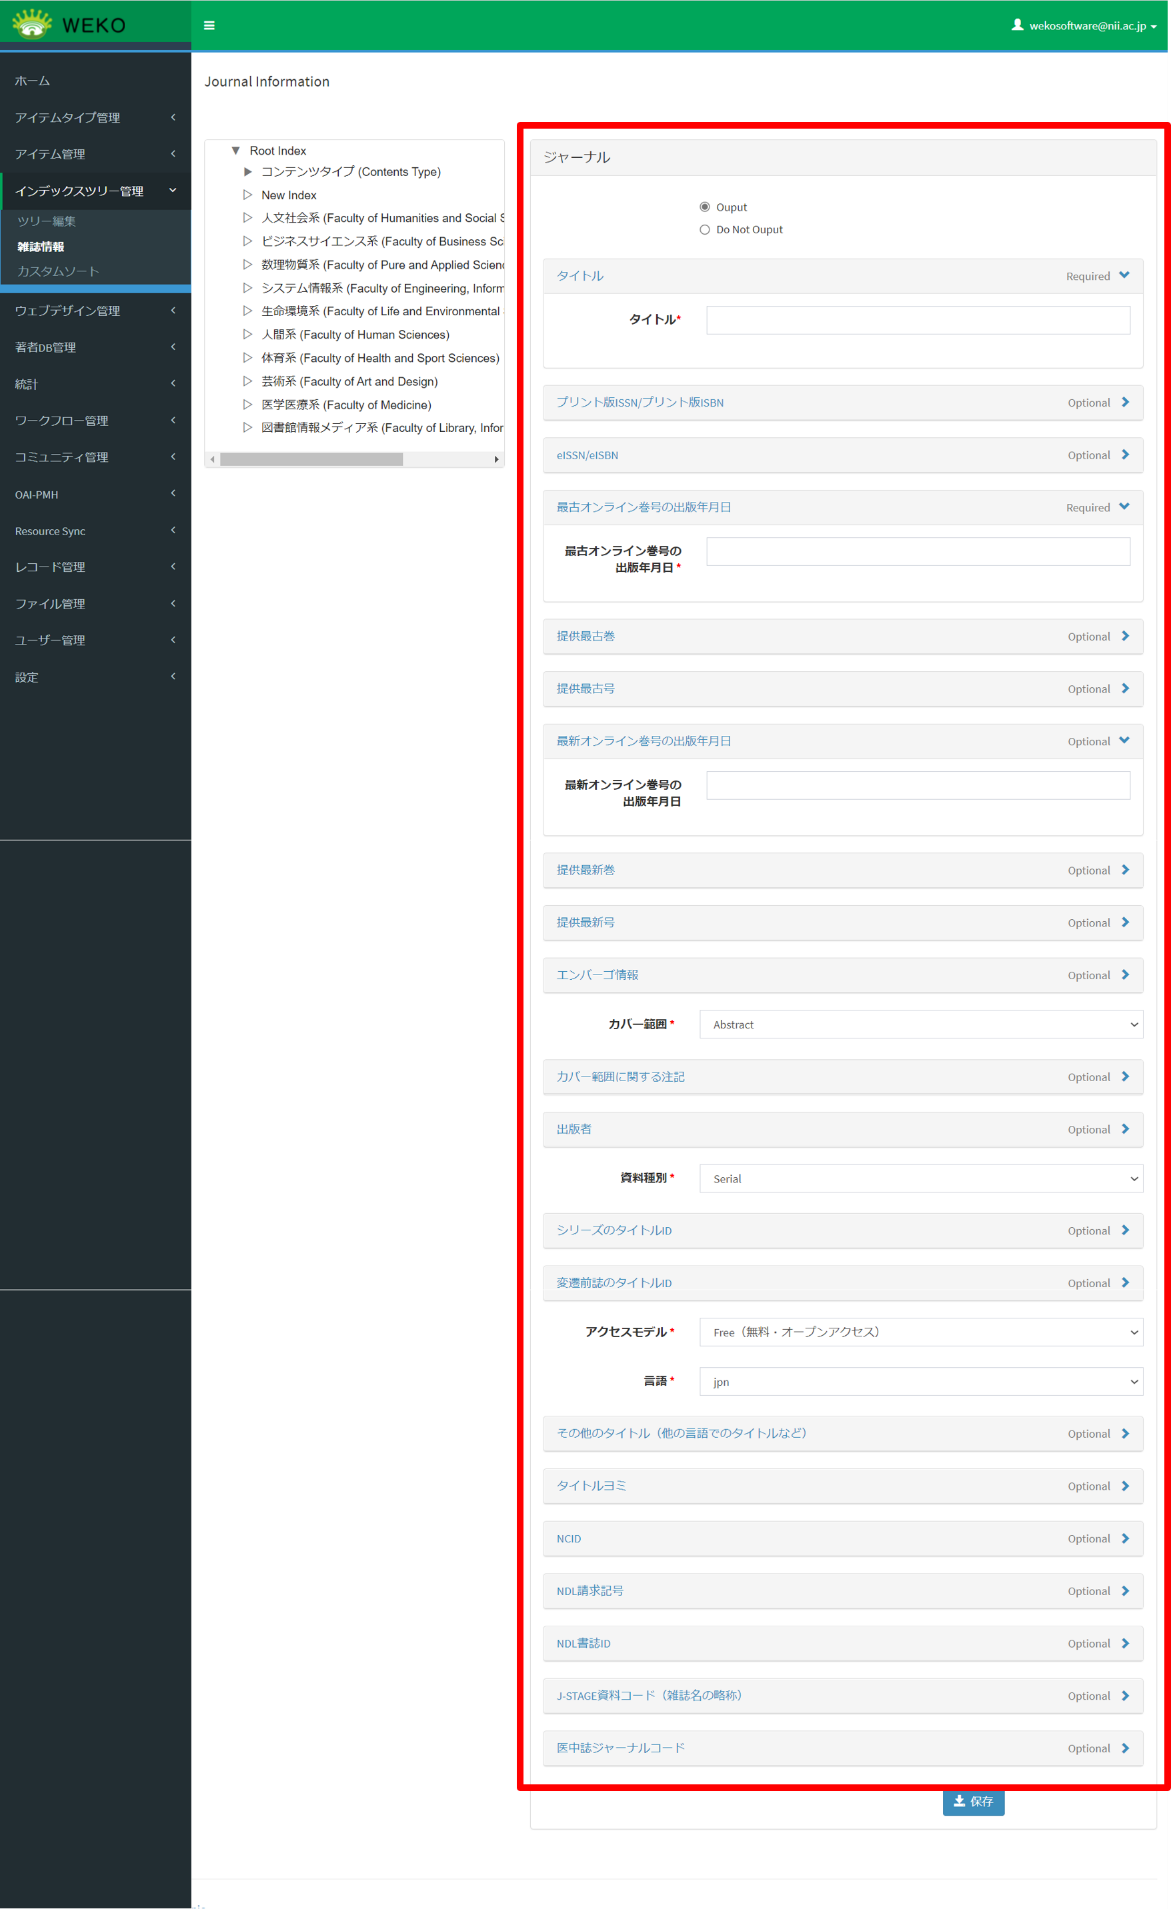 WEKO
wekosoftware@nii.ac.jp
ホーム
アイテムタイプ管理
アイテム管理
インデックスツリー管理
ツリー編集
雑誌情報
カスタムソート
ウェブデザイン管理
著者DB管理
統計
ワークフロー管理
コミュニティ管理
OAI-PMH
Resource Sync
レコード管理
ファイル管理
ユーザー管理
設定
Journal Information
Root Index
コンテンツタイプ (Contents Type)
New Index
人文社会系 (Faculty of Humanities and Social S
ビジネスサイエンス系 (Faculty of Business Sc
数理物質系 (Faculty of Pure and Applied Scien
システム情報系 (Faculty of Engineering, Inform
生命環境系 (Faculty of Life and Environmental
人間系 (Faculty of Human Sciences)
体育系 (Faculty of Health and Sport Sciences)
芸術系 (Faculty of Art and Design)
医学医療系 (Faculty of Medicine)
図書館情報メディア系 (Faculty of Library, Infor
ジャーナル
Ouput
Do Not Ouput
タイトル Required
タイトル*
プリント版ISSN/プリント版ISBN Optional
eISSN/eISBN Optional
最古オンライン巻号の出版年月日 Required
最古オンライン巻号の
出版年月日*
提供最古巻 Optional
提供最古号 Optional
最新オンライン巻号の出版年月日 Optional
最新オンライン巻号の
出版年月日
提供最新巻 Optional
提供最新号 Optional
エンバーゴ情報 Optional
カバー範囲* Abstract
カバー範囲に関する注記 Optional
出版者 Optional
資料種別* Serial
シリーズのタイトルID Optional
変遷前誌のタイトルID Optional
アクセスモデル* Free（無料・オープンアクセス）
言語* jpn
その他のタイトル（他の言語でのタイトルなど） Optional
タイトルヨミ Optional
NCID Optional
NDL請求記号 Optional
NDL書誌ID Optional
J-STAGE資料コード（雑誌名の略称） Optional
医中誌ジャーナルコード Optional
保存